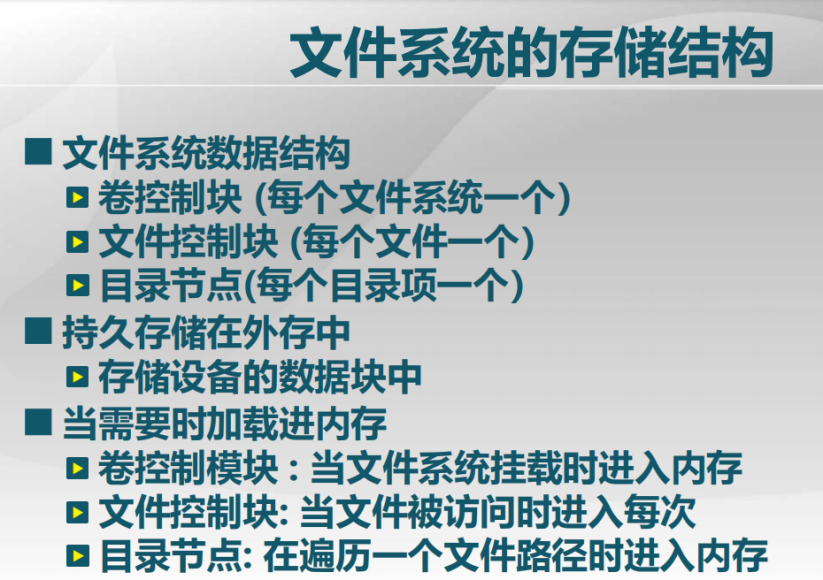 文件系统的存储结构
文件系统数据结构
卷控制块 (每个文件系统一个)
文件控制块 (每个文件一个)
目录节点(每个目录项一个)
持久存储在外存中
存储设备的数据块中
当需要时加载进内存
卷控制模块 : 当文件系统挂载时进入内存
文件控制块: 当文件被访问时进入每次
目录节点: 在遍历一个文件路径时进入内存